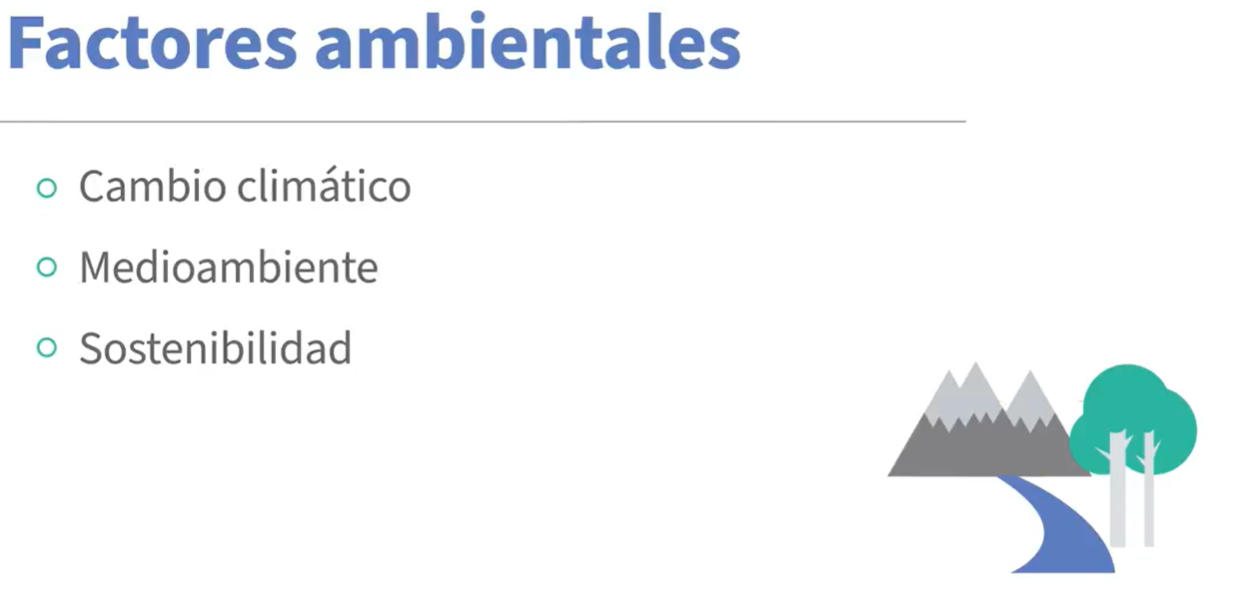 Factores ambientales
Cambio climático
Medioambiente
Sostenibilidad